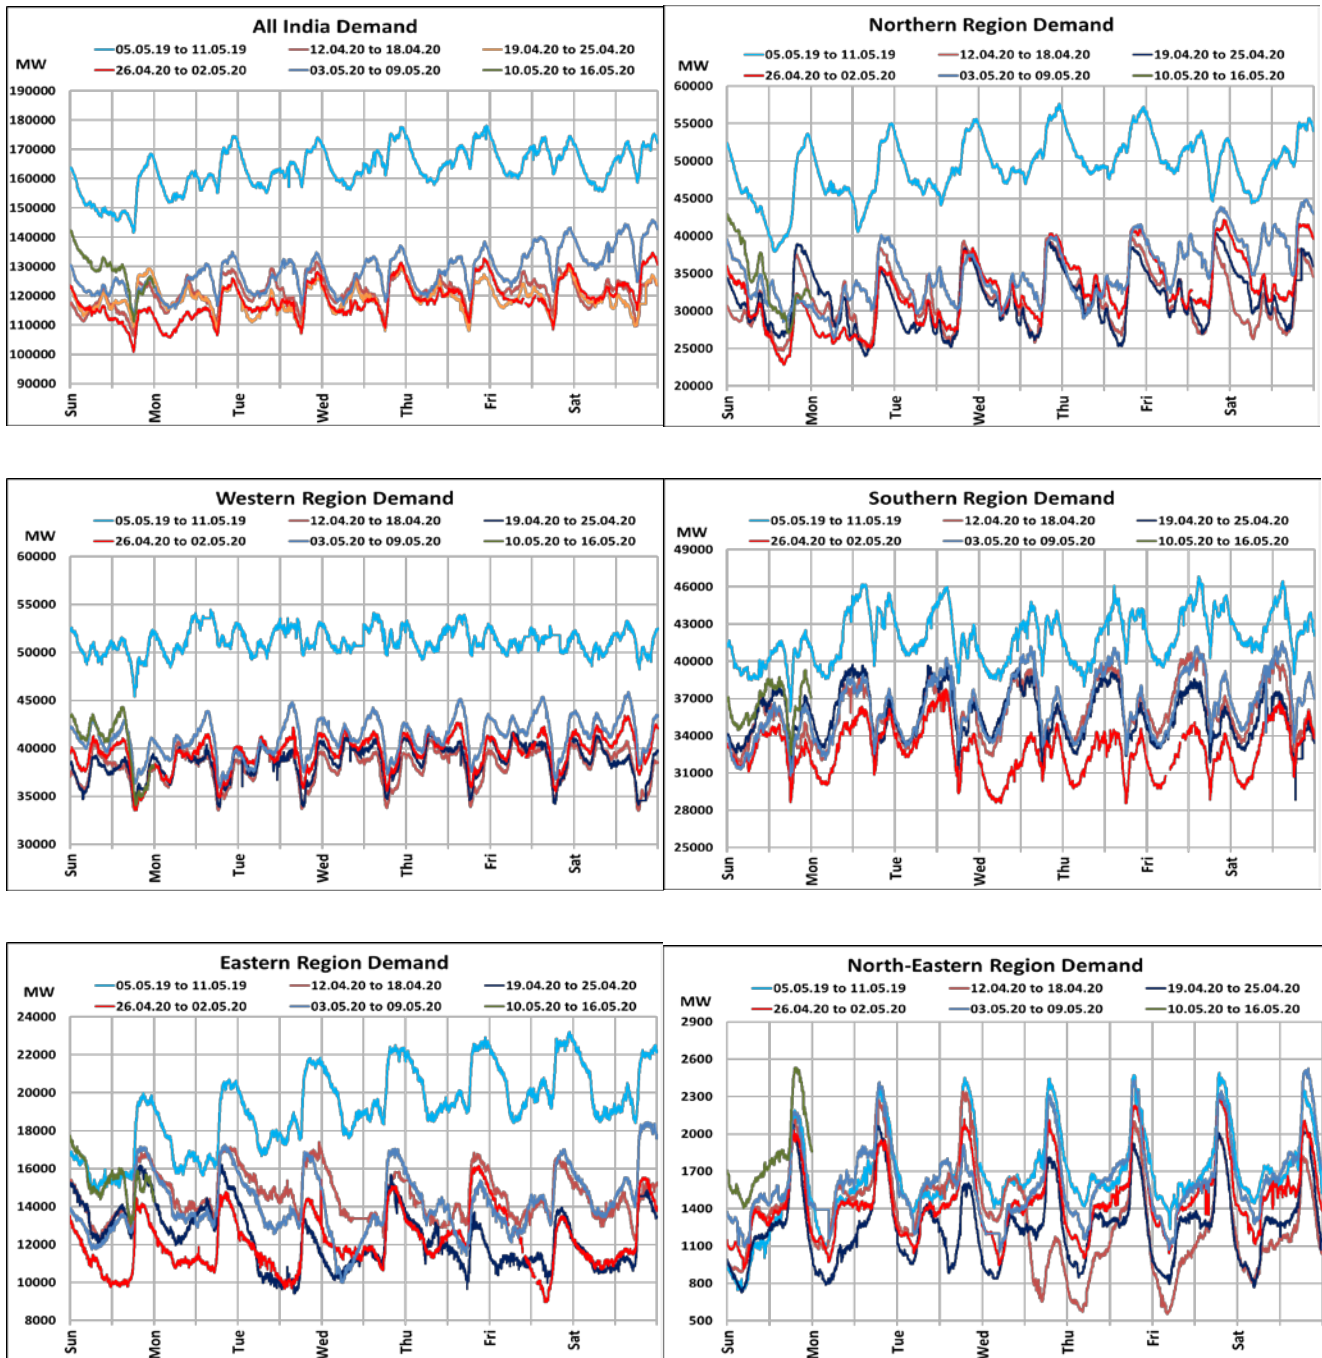 All India Demand
05.05.19 to 11.05.19 12.04.20 to 18.04.20 19.04.20 to 25.04.20
26.04.20 to 02.05.20 03.05.20 to 09.05.20 10.05.20 to 16.05.20
MW
190000
180000
170000
160000
150000
140000
130000
120000
110000
100000
90000
Sun Mon Tue Wed Thu Fri Sat
Northern Region Demand
05.05.19 to 11.05.19 12.04.20 to 18.04.20 19.04.20 to 25.04.20
26.04.20 to 02.05.20 03.05.20 to 09.05.20 10.05.20 to 16.05.20
MW
60000
55000
50000
45000
40000
35000
30000
25000
20000
Sun Mon Tue Wed Thu Fri Sat
Western Region Demand
05.05.19 to 11.05.19 12.04.20 to 18.04.20 19.04.20 to 25.04.20
26.04.20 to 02.05.20 03.05.20 to 09.05.20 10.05.20 to 16.05.20
MW
60000
55000
50000
45000
40000
35000
30000
Sun Mon Tue Wed Thu Fri Sat
Southern Region Demand
05.05.19 to 11.05.19 12.04.20 to 18.04.20 19.04.20 to 25.04.20
26.04.20 to 02.05.20 03.05.20 to 09.05.20 10.05.20 to 16.05.20
MW
49000
46000
43000
40000
37000
34000
31000
28000
25000
Sun Mon Tue Wed Thu Fri Sat
Eastern Region Demand
05.05.19 to 11.05.19 12.04.20 to 18.04.20 19.04.20 to 25.04.20
26.04.20 to 02.05.20 03.05.20 to 09.05.20 10.05.20 to 16.05.20
MW
24000
22000
20000
18000
16000
14000
12000
10000
8000
Sun Mon Tue Wed Thu Fri Sat
North-Eastern Region Demand
05.05.19 to 11.05.19 12.04.20 to 18.04.20 19.04.20 to 25.04.20
26.04.20 to 02.05.20 03.05.20 to 09.05.20 10.05.20 to 16.05.20
MW
2900
2600
2300
2000
1700
1400
1100
800
500
Sun Mon Tue Wed Thu Fri Sat